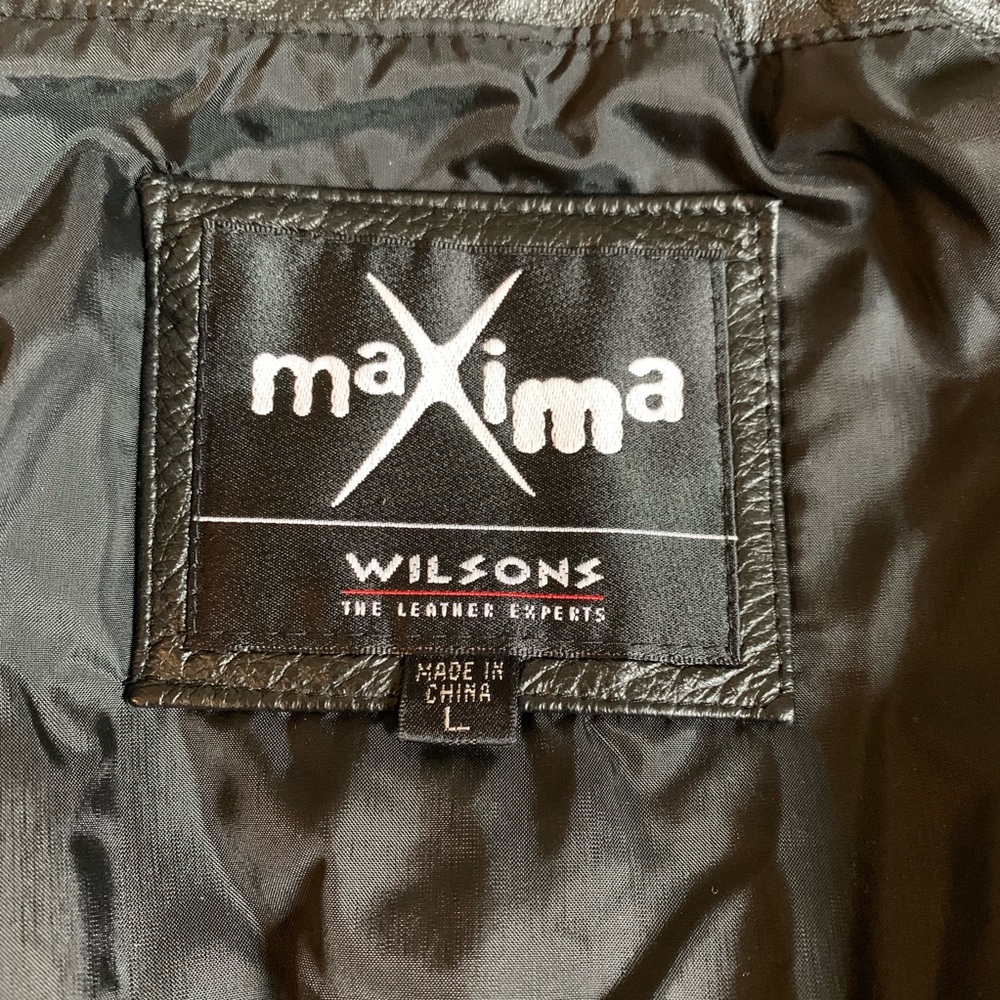 maXima
WILSONS
THE LEATHER EXPERTS
MADE IN
CHINA
L